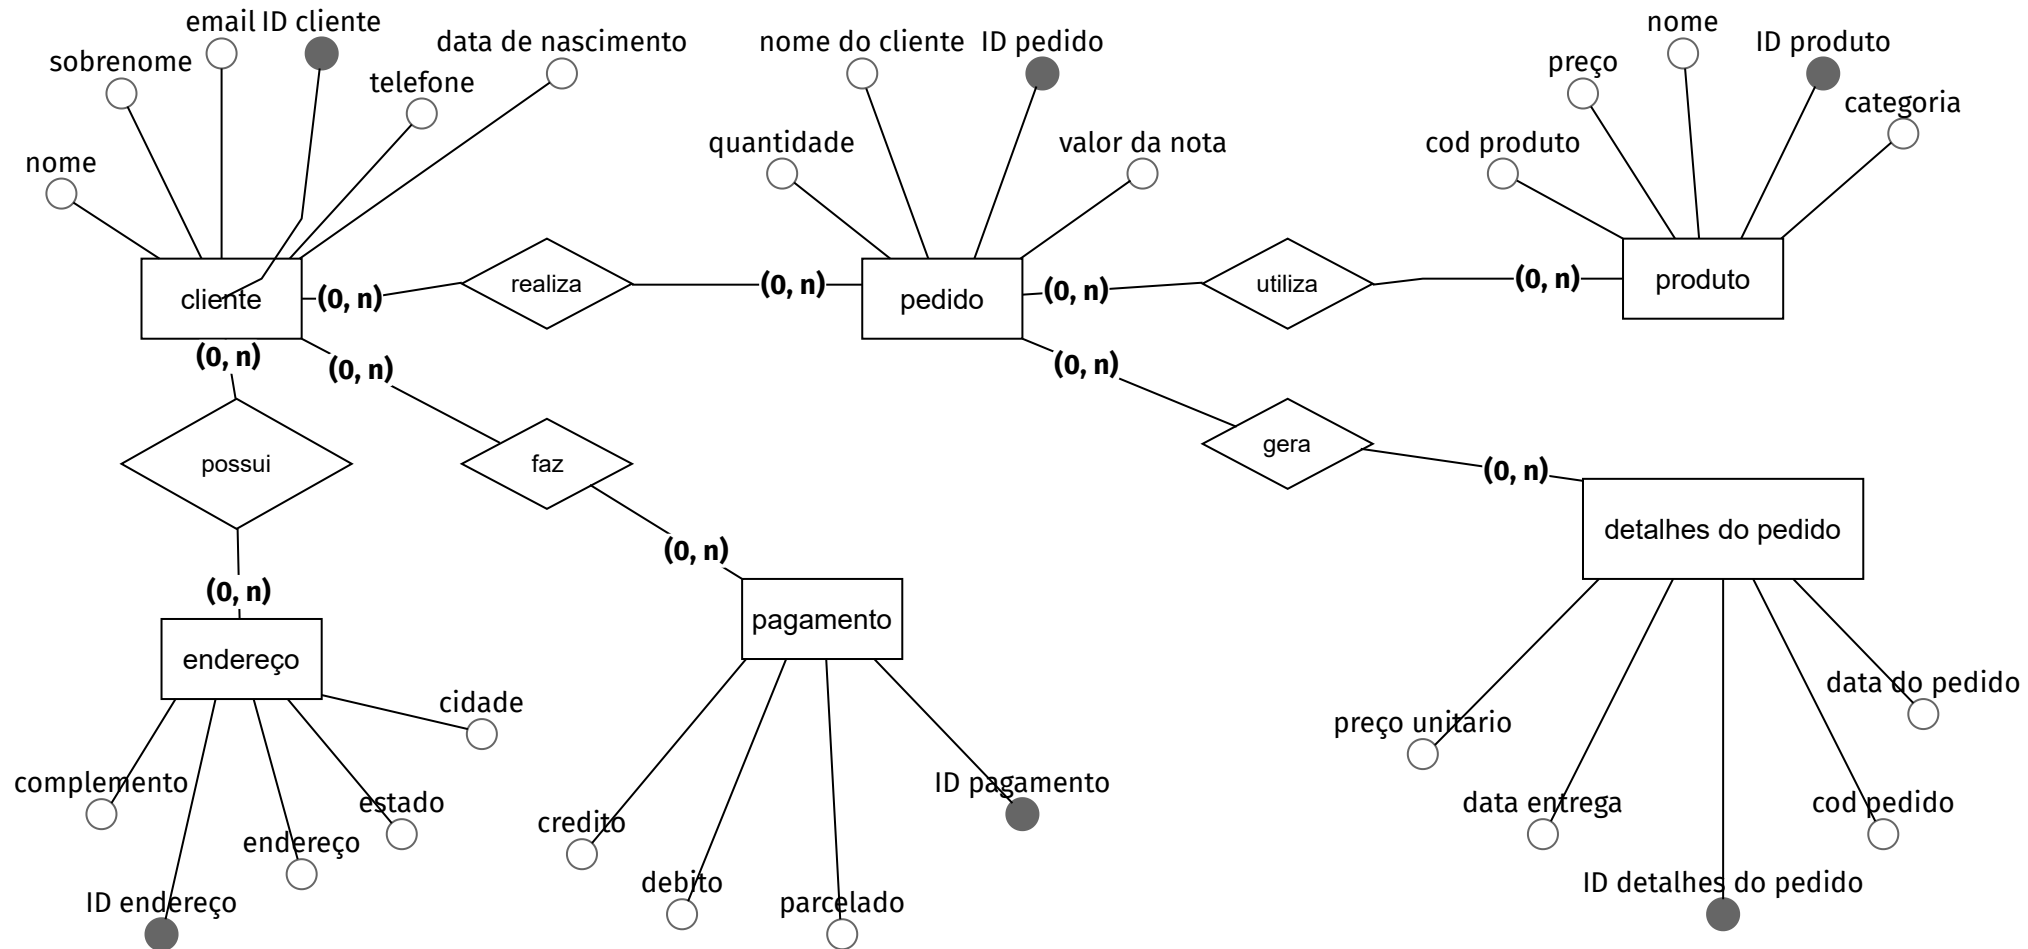 email
ID cliente
sobrenome
data de nascimento
telefone
nome
nome do cliente
ID pedido
quantidade
valor da nota
nome
ID produto
preço
categoria
cod produto
cliente
(0, n)
realiza
(0, n)
pedido
(0, n)
utiliza
(0, n)
produto
(0, n)
(0, n)
(0, n)
possui
faz
gera
(0, n)
(0, n)
(0, n)
detalhes do pedido
endereço
pagamento
cidade
complemento
estado
endereço
ID endereço
credito
debito
parcelado
ID pagamento
preço unitario
data entrega
ID detalhes do pedido
cod pedido
data do pedido